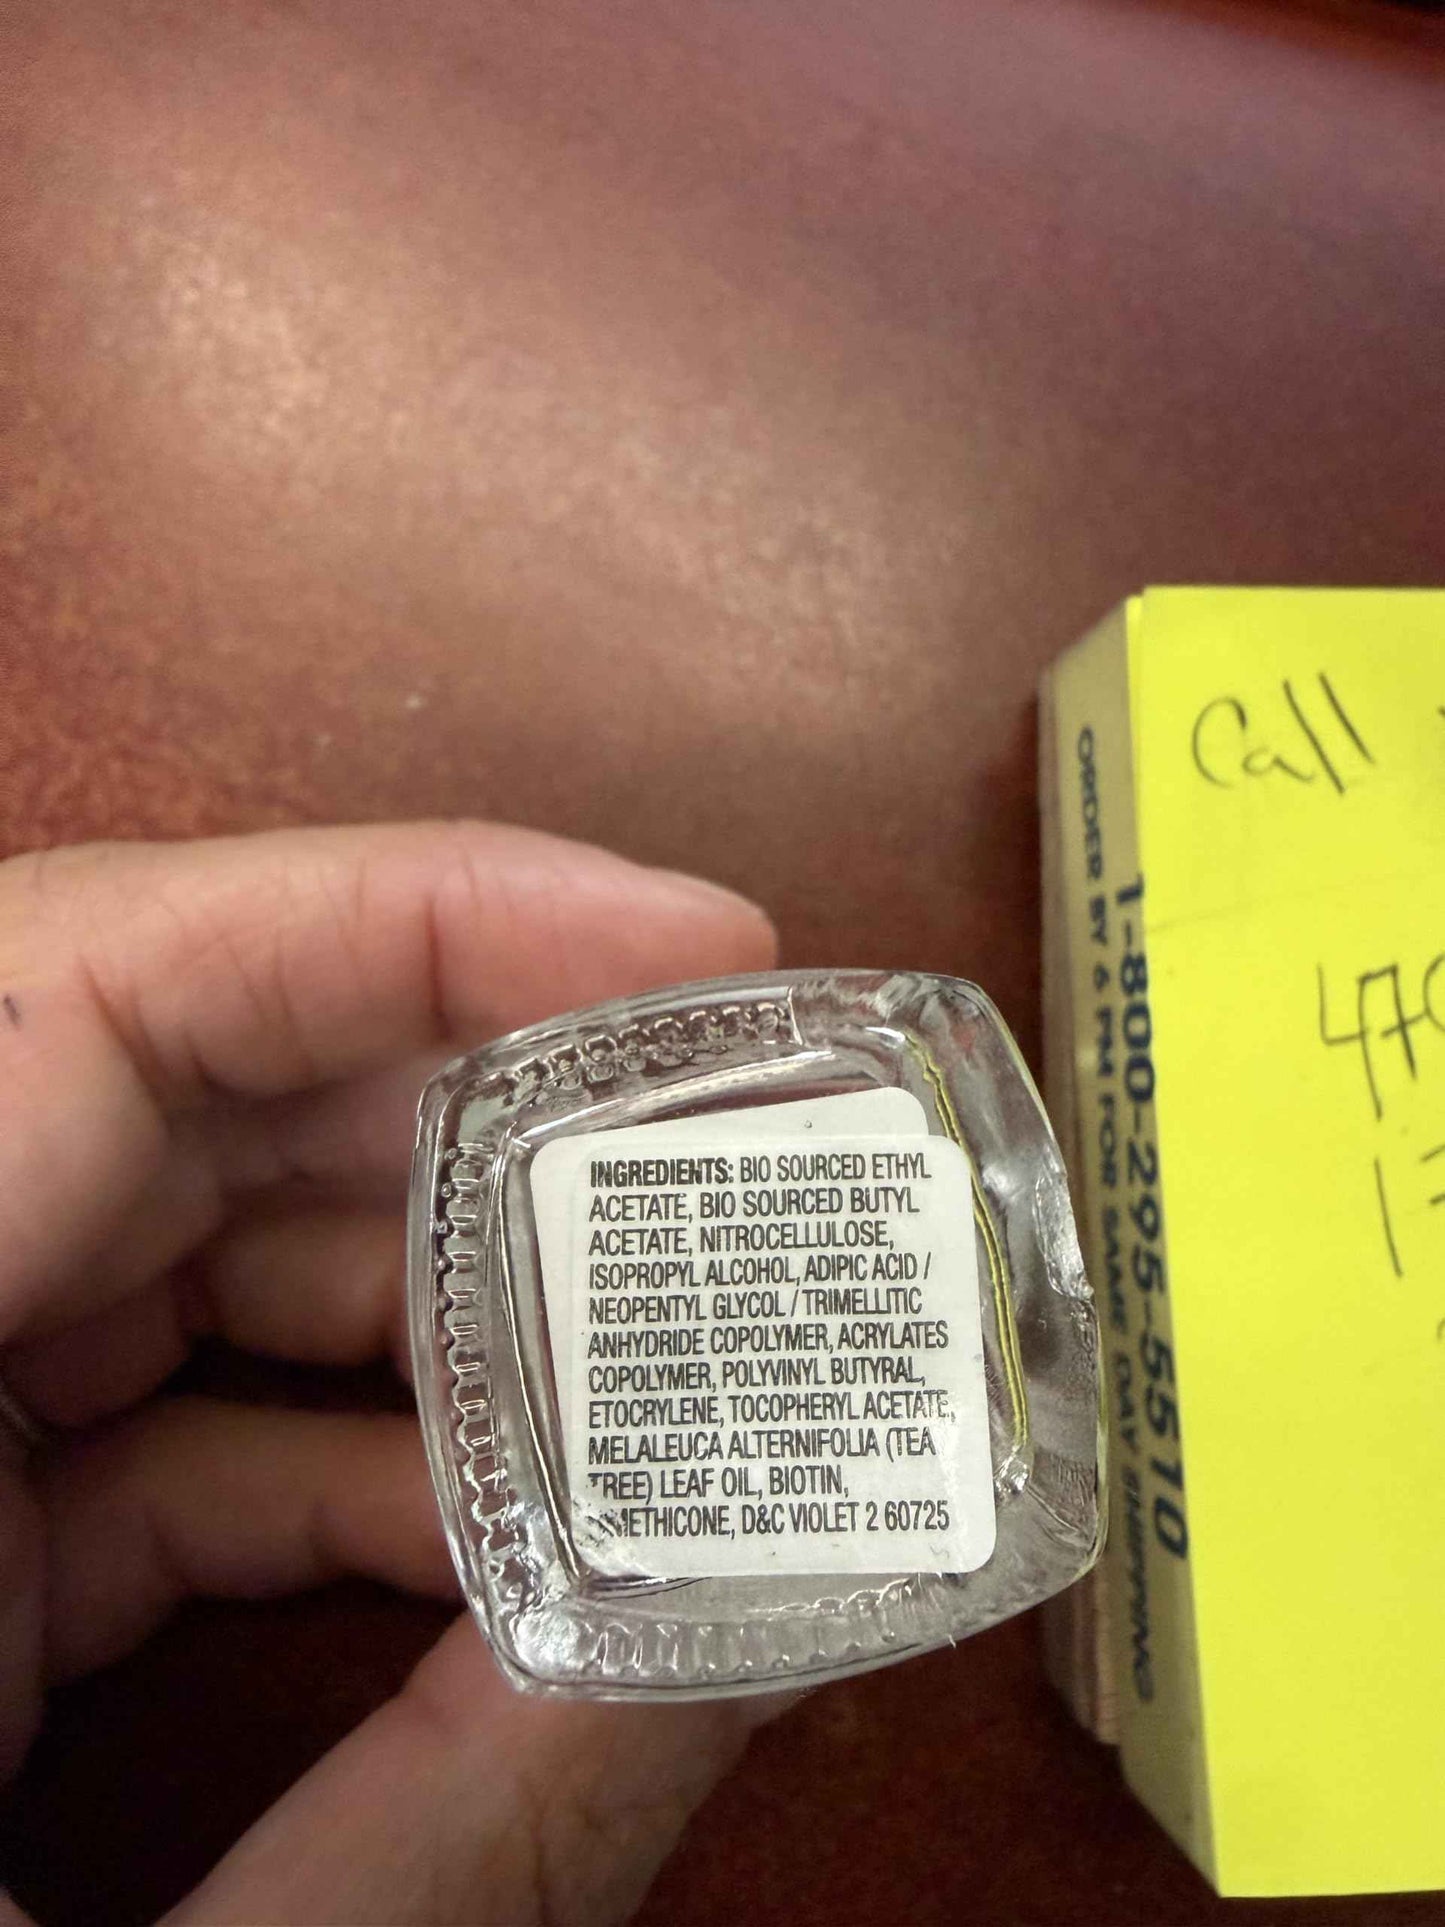 INGREDIENTS: BIO SOURCED ETHYL
ACETATE, BIO SOURCED BUTYL
ACETATE, NITROCELLULOSE,
ISOPROPYL ALCOHOL, ADIPIC ACID /
NEOPENTYL GLYCOL / TRIMELLITIC
ANHYDRIDE COPOLYMER, ACRYLATES
COPOLYMER, POLYVINYL BUTYRAL,
ETOCRYLENE, TOCOPHERYL ACETATE,
MELALEUCA ALTERNIFOLIA (TEA
TREE) LEAF OIL, BIOTIN,
DIMETHICONE, D&C VIOLET 2 60725
Call
1-800-295-5510
ORDER BY 6 PM FOR SAME DAY SHIPPING